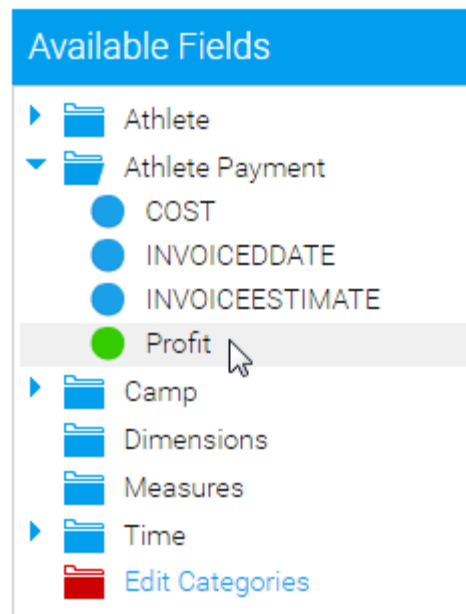 Available Fields
Athlete
Athlete Payment
COST
INVOICEDDATE
INVOICEESTIMATE
Profit
Camp
Dimensions
Measures
Time
Edit Categories